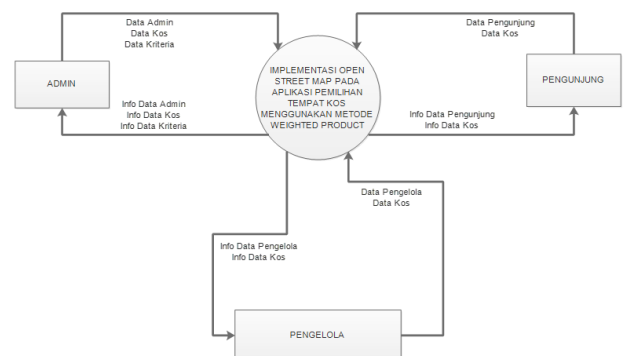 Data Admin
Data Kos
Data Kriteria
Data Pengunjung
Data Kos
ADMIN
IMPLEMENTASI OPEN
STREET MAP PADA
APLIKASI PEMILIHAN
TEMPAT KOS
MENGGUNAKAN METODE
WEIGHTED PRODUCT
PENGUNJUNG
Info Data Admin
Info Data Kos
Info Data Kriteria
Info Data Pengunjung
Info Data Kos
Data Pengelola
Data Kos
Info Data Pengelola
Info Data Kos
PENGELOLA